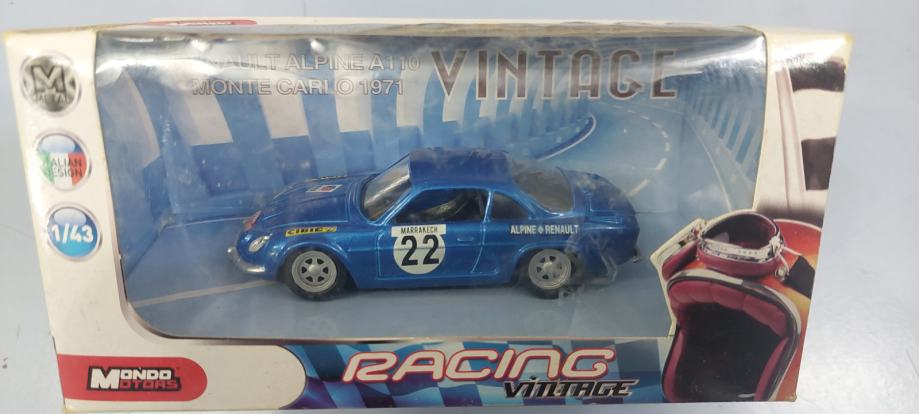 M
VINTAGE
RENAULT ALPINE A110
MONTE CARLO 1971
ITALIAN
DESIGN
1/43
MARRAKECH
22
CIBIE
ALPINE RENAULT
MONDO
MOTORS
RACING
VINTAGE